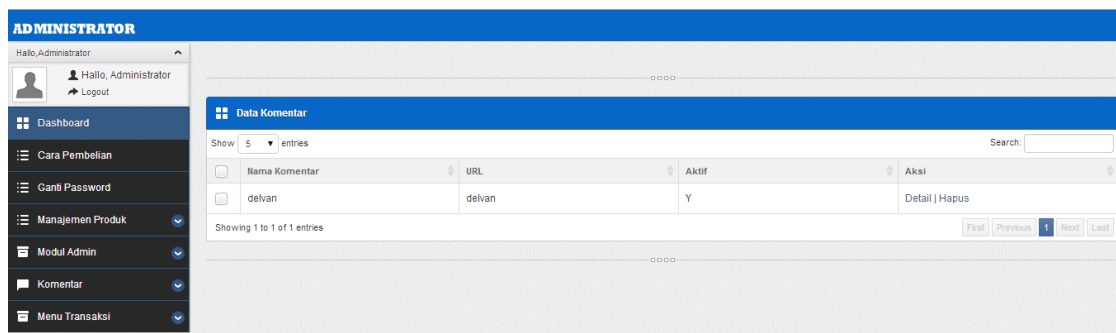 ADMINISTRATOR
Hallo,Administrator
Hallo, Administrator
Logout
Dashboard
Cara Pembelian
Ganti Password
Manajemen Produk
Modul Admin
Komentar
Menu Transaksi
Data Komentar
Show 5 entries Search:
Nama Komentar URL Aktif Aksi
delvan delvan Y Detail | Hapus
Showing 1 to 1 of 1 entries First Previous 1 Next Last